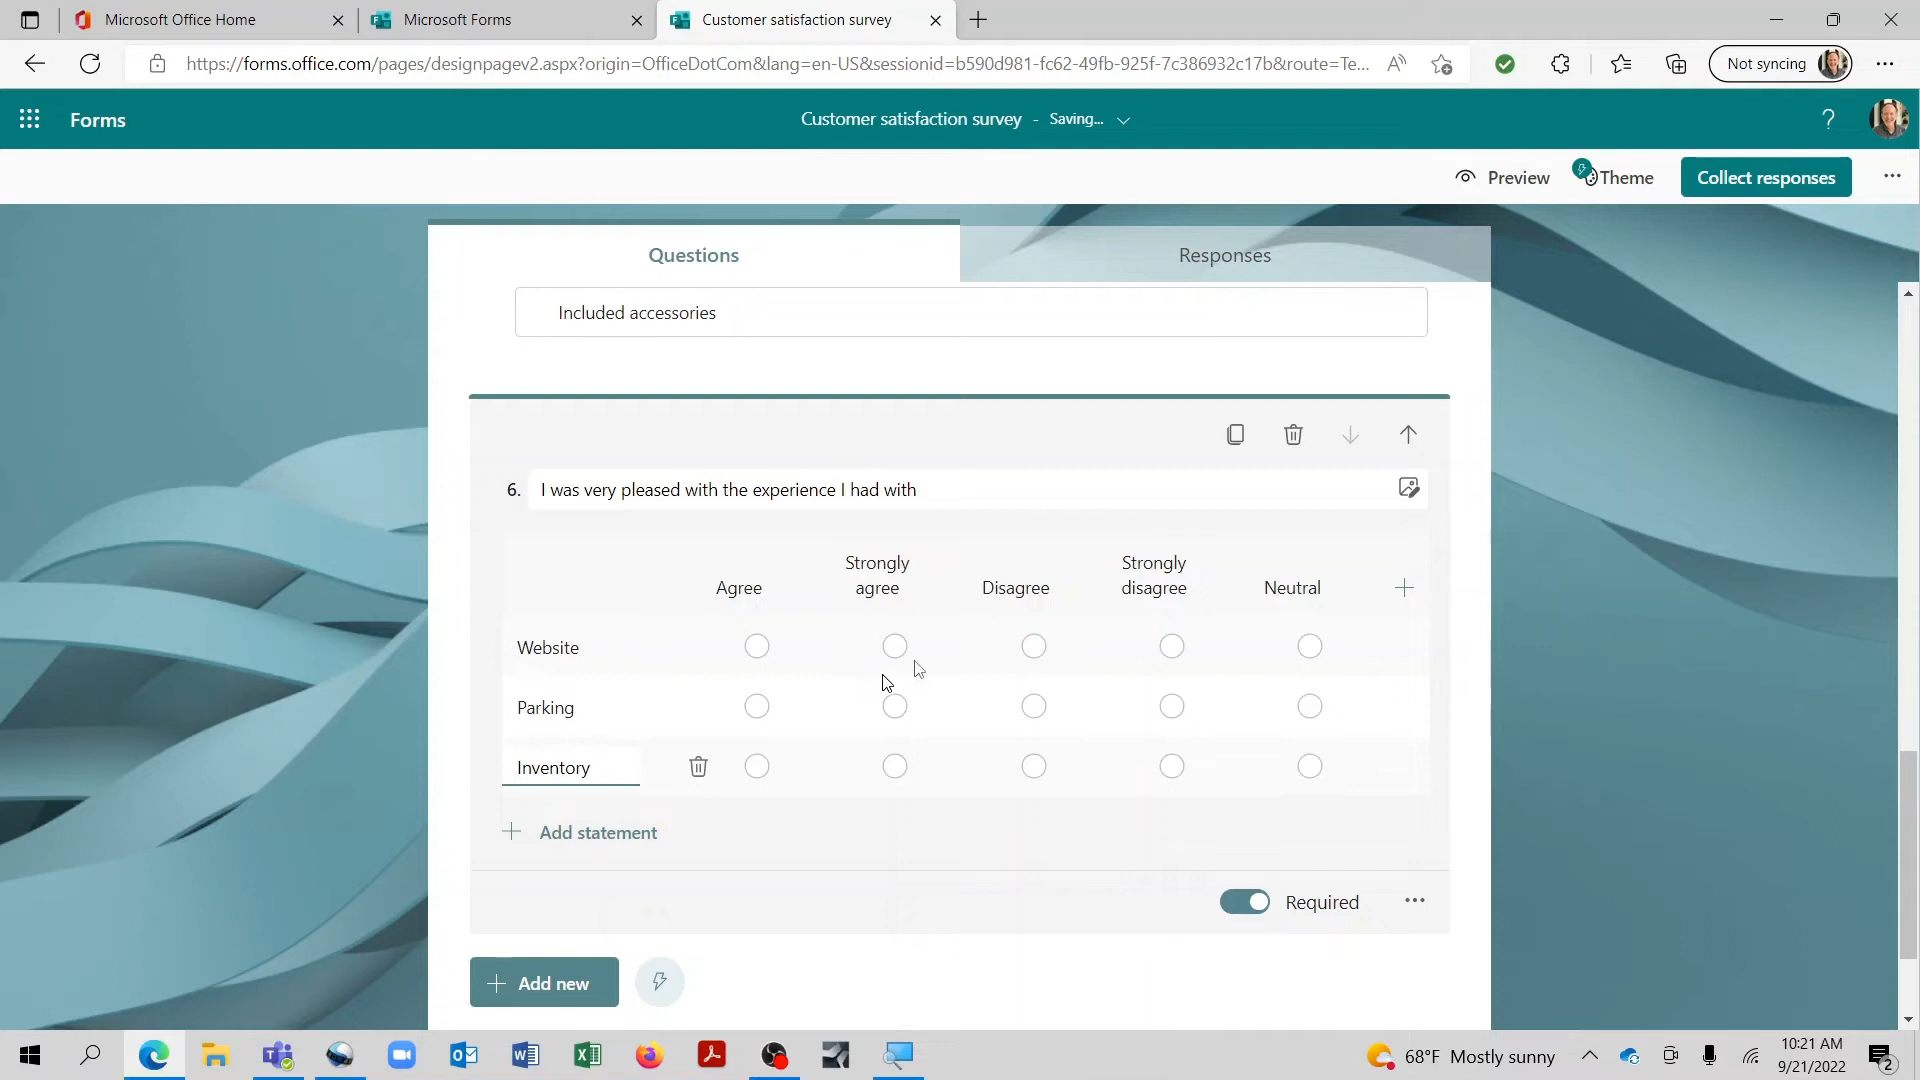 Microsoft Office Home
Microsoft Forms
Customer satisfaction survey
https://forms.office.com/pages/designpagev2.aspx?origin=OfficeDotCom&lang=en-US&sessionid=b590d981-fc62-49fb-925f-7c386932c17b&route=Te...
Not syncing
Forms
Customer satisfaction survey - Saving...
?
Preview
Theme
Collect responses
Questions
Responses
Included accessories
6. I was very pleased with the experience I had with
Agree
Strongly
agree
Disagree
Strongly
disagree
Neutral
Website
Parking
Inventory
Add statement
Required
Add new
68°F Mostly sunny
10:21 AM
9/21/2022
2